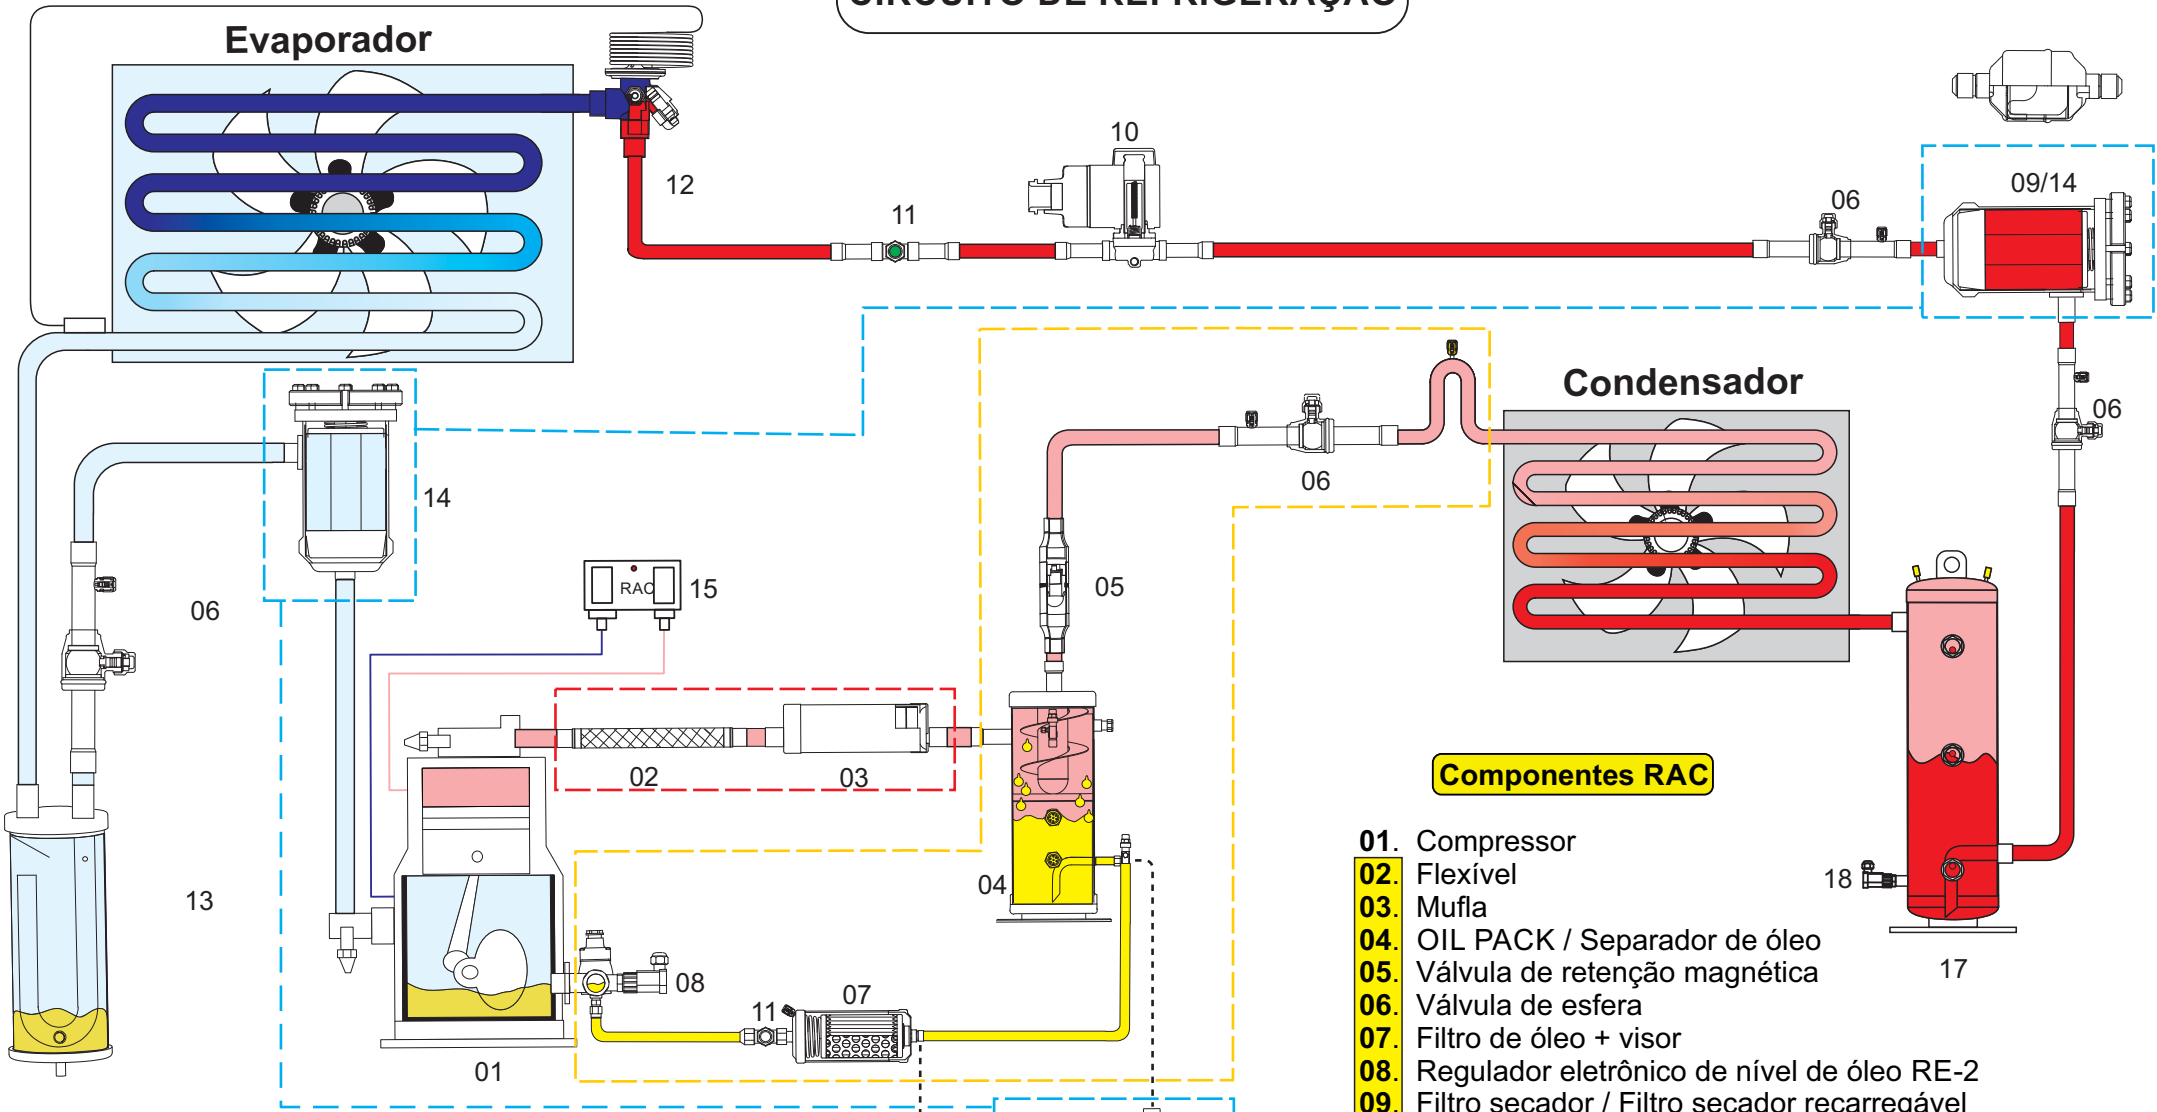 CIRCUITO DE REFRIGERAÇÃO
Evaporador
10
12
11
06
09/14
Condensador
06
14
06
06
05
RAC
15
02
03
04
13
08
11
07
01
18
17
Componentes RAC
01. Compressor
02. Flexível
03. Mufla
04. OIL PACK / Separador de óleo
05. Válvula de retenção magnética
06. Válvula de esfera
07. Filtro de óleo + visor
08. Regulador eletrônico de nível de óleo RE-2
09. Filtro secador / Filtro secador recarregável